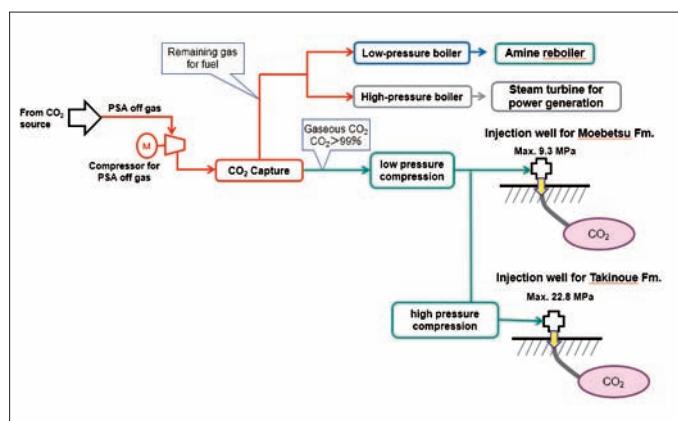 Remaining gas
for fuel
Low-pressure boiler
Amine reboiler
High-pressure boiler
Steam turbine for
power generation
From CO₂
source
PSA off gas
M
Compressor for
PSA off gas
CO₂ Capture
Gaseous CO₂
CO₂>99%
low pressure
compression
Injection well for Moebetsu Fm.
Max. 9.3 MPa
CO₂
Injection well for Takinoue Fm.
Max. 22.8 MPa
high pressure
compression
CO₂